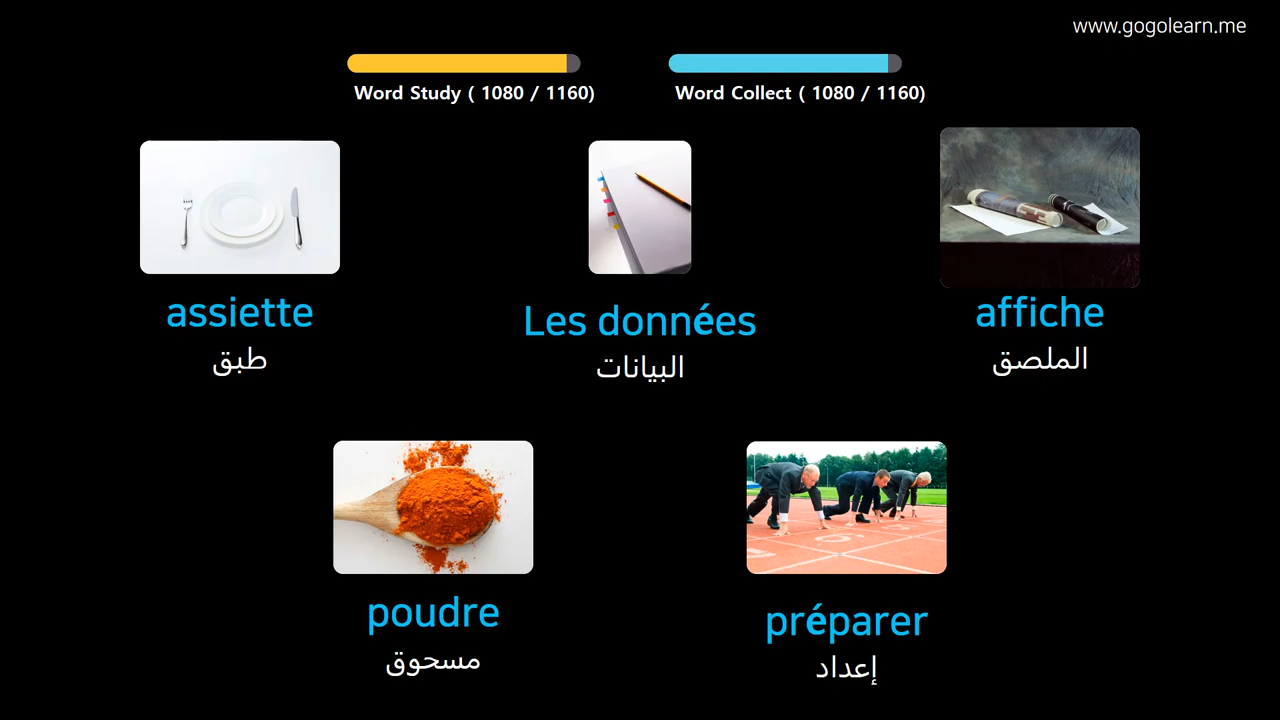 www.gogolearn.me
Word Study ( 1080 / 1160)
Word Collect ( 1080 / 1160)
assiette
طبق
Les données
البيانات
affiche
الملصق
poudre
مسحوق
préparer
إعداد